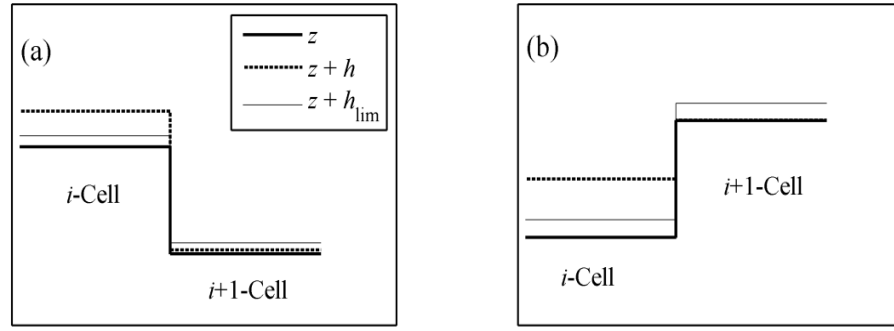 (a)
z
z + h
z + h_lim
i-Cell
i+1-Cell
(b)
i+1-Cell
i-Cell